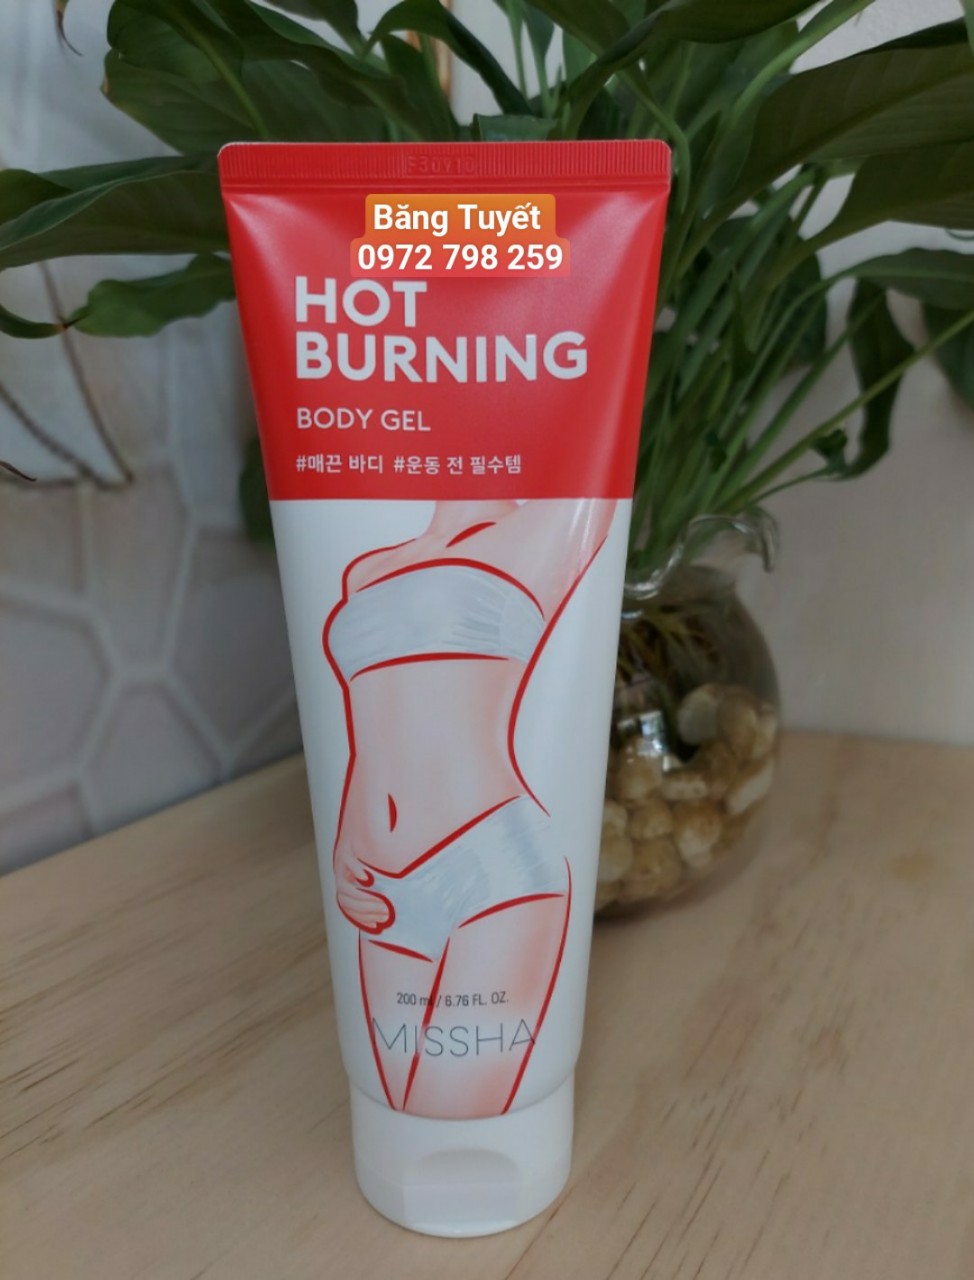 Băng Tuyết
0972 798 259
HOT
BURNING
BODY GEL
#매끈 바디 #운동 전 필수템
200 ml / 6.76 FL. OZ.
MISSHA